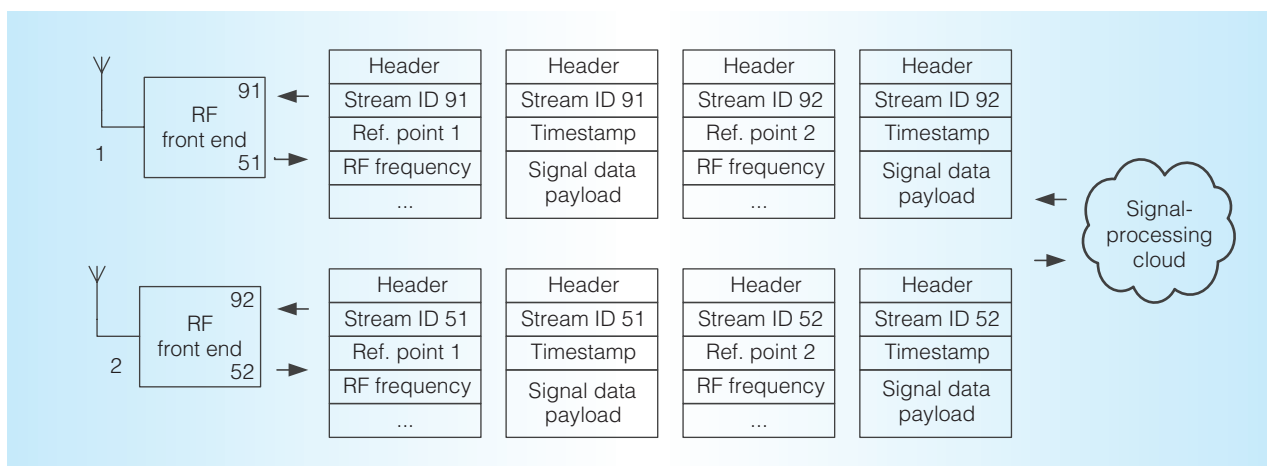 91
RF
front end
51
1
Header
Stream ID 91
Ref. point 1
RF frequency
...
Header
Stream ID 91
Timestamp
Signal data
payload
Header
Stream ID 92
Ref. point 2
RF frequency
...
Header
Stream ID 92
Timestamp
Signal data
payload
92
RF
front end
52
2
Header
Stream ID 51
Ref. point 1
RF frequency
...
Header
Stream ID 51
Timestamp
Signal data
payload
Header
Stream ID 52
Ref. point 2
RF frequency
...
Header
Stream ID 52
Timestamp
Signal data
payload
Signal-
processing
cloud